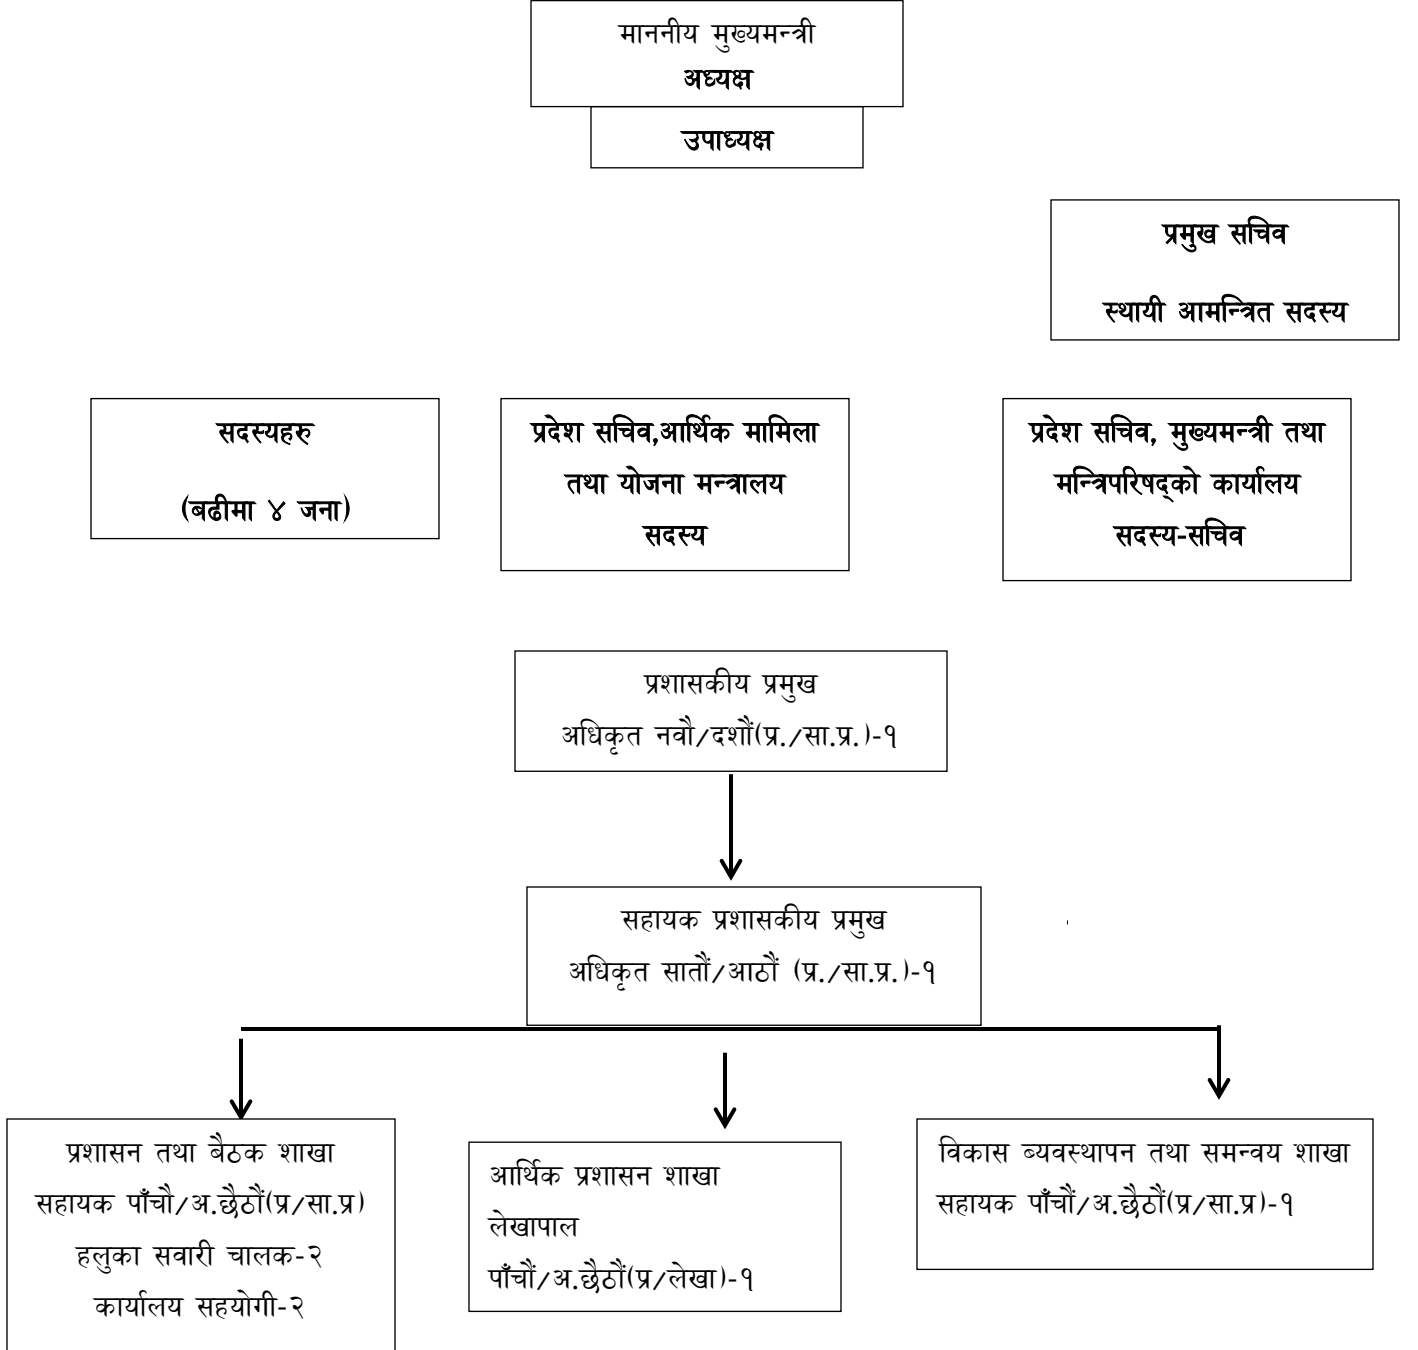 माननीय मुख्यमन्त्री
अध्यक्ष
उपाध्यक्ष
प्रमुख सचिव
स्थायी आमन्त्रित सदस्य
सदस्यहरु
(बढीमा ४ जना)
प्रदेश सचिव,आर्थिक मामिला
तथा योजना मन्त्रालय
सदस्य
प्रदेश सचिव, मुख्यमन्त्री तथा
मन्त्रिपरिषद्को कार्यालय
सदस्य-सचिव
प्रशासकीय प्रमुख
अधिकृत नवौ/दशौं(प्र./सा.प्र.)-१
सहायक प्रशासकीय प्रमुख
अधिकृत सातौं/आठौं (प्र./सा.प्र.)-१
प्रशासन तथा बैठक शाखा
सहायक पाँचौ/अ.छैठौं(प्र/सा.प्र)
हलुका सवारी चालक-२
कार्यालय सहयोगी-२
आर्थिक प्रशासन शाखा
लेखापाल
पाँचौं/अ.छैठौं(प्र/लेखा)-१
विकास ब्यवस्थापन तथा समन्वय शाखा
सहायक पाँचौं/अ.छैठौं(प्र/सा.प्र)-१